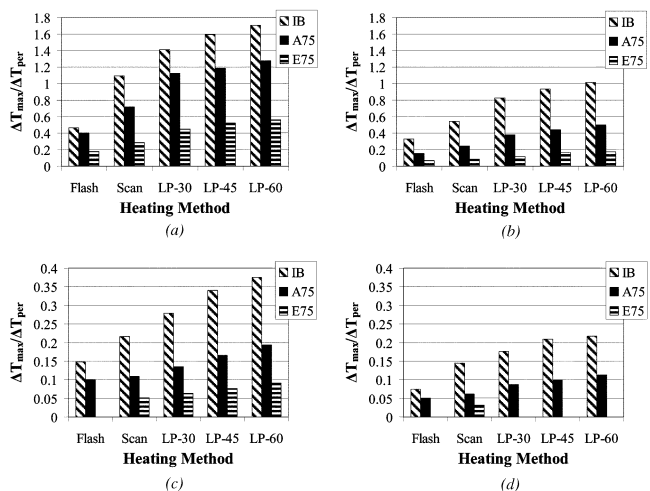 1.8
1.6
1.4
1.2
1
0.8
0.6
0.4
0.2
0
ΔTmax/ΔTper
IB
A75
E75
Flash Scan LP-30 LP-45 LP-60
Heating Method
(a)
1.8
1.6
1.4
1.2
1
0.8
0.6
0.4
0.2
0
ΔTmax/ΔTper
IB
A75
E75
Flash Scan LP-30 LP-45 LP-60
Heating Method
(b)
0.4
0.35
0.3
0.25
0.2
0.15
0.1
0.05
0
ΔTmax/ΔTper
IB
A75
E75
Flash Scan LP-30 LP-45 LP-60
Heating Method
(c)
0.4
0.35
0.3
0.25
0.2
0.15
0.1
0.05
0
ΔTmax/ΔTper
IB
A75
E75
Flash Scan LP-30 LP-45 LP-60
Heating Method
(d)